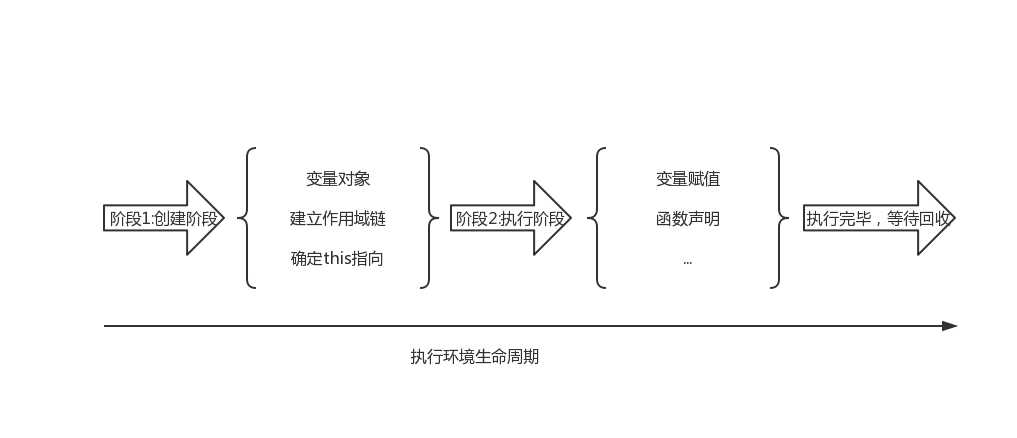 阶段1:创建阶段
变量对象
建立作用域链
确定this指向
阶段2:执行阶段
变量赋值
函数声明
...
执行完毕，等待回收
执行环境生命周期